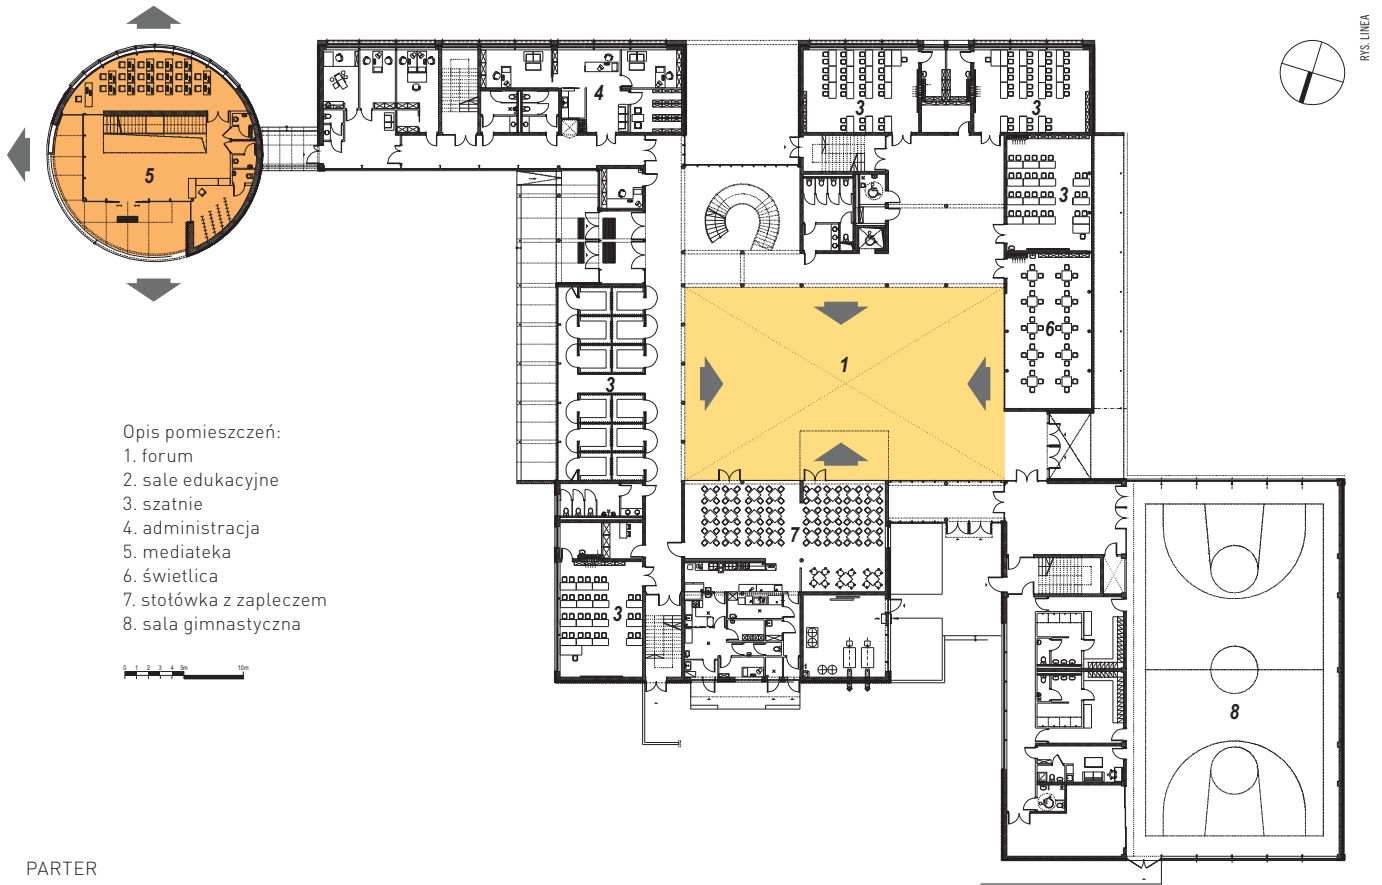 RYS. LINEA
4
3
3
5
3
1
6
3
Opis pomieszczeń:
1. forum
2. sale edukacyjne
3. szatnie
4. administracja
5. mediateka
6. świetlica
7. stołówka z zapleczem
8. sala gimnastyczna
7
3
0 1 2 3 4 5m 10m
8
PARTER